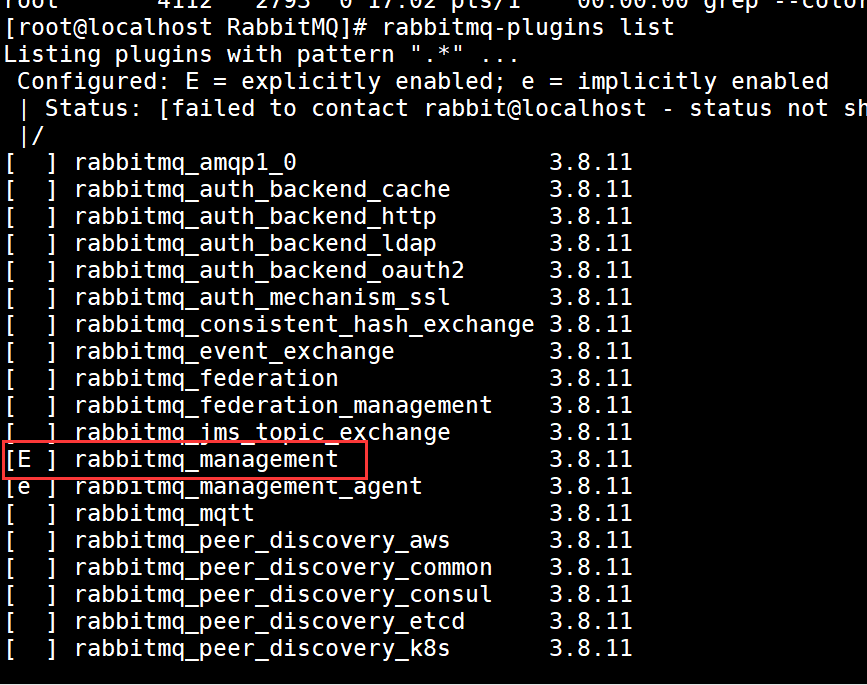 root 4112 2793 0 17:02 pts/1 00:00:00 grep --color
[root@localhost RabbitMQ]# rabbitmq-plugins list
Listing plugins with pattern ".*" ...
Configured: E = explicitly enabled; e = implicitly enabled
| Status: [failed to contact rabbit@localhost - status not sh
|/
[ ] rabbitmq_amqp1_0 3.8.11
[ ] rabbitmq_auth_backend_cache 3.8.11
[ ] rabbitmq_auth_backend_http 3.8.11
[ ] rabbitmq_auth_backend_ldap 3.8.11
[ ] rabbitmq_auth_backend_oauth2 3.8.11
[ ] rabbitmq_auth_mechanism_ssl 3.8.11
[ ] rabbitmq_consistent_hash_exchange 3.8.11
[ ] rabbitmq_event_exchange 3.8.11
[ ] rabbitmq_federation 3.8.11
[ ] rabbitmq_federation_management 3.8.11
[ ] rabbitmq_jms_topic_exchange 3.8.11
[E ] rabbitmq_management 3.8.11
[e ] rabbitmq_management_agent 3.8.11
[ ] rabbitmq_mqtt 3.8.11
[ ] rabbitmq_peer_discovery_aws 3.8.11
[ ] rabbitmq_peer_discovery_common 3.8.11
[ ] rabbitmq_peer_discovery_consul 3.8.11
[ ] rabbitmq_peer_discovery_etcd 3.8.11
[ ] rabbitmq_peer_discovery_k8s 3.8.11